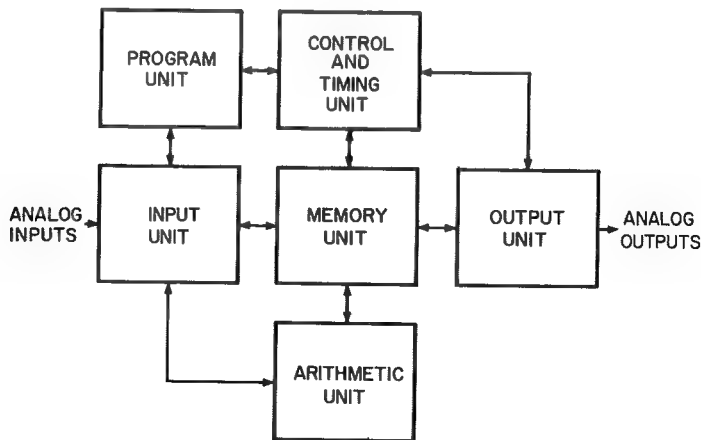 PROGRAM
UNIT
CONTROL
AND
TIMING
UNIT
ANALOG
INPUTS
INPUT
UNIT
MEMORY
UNIT
OUTPUT
UNIT
ANALOG
OUTPUTS
ARITHMETIC
UNIT